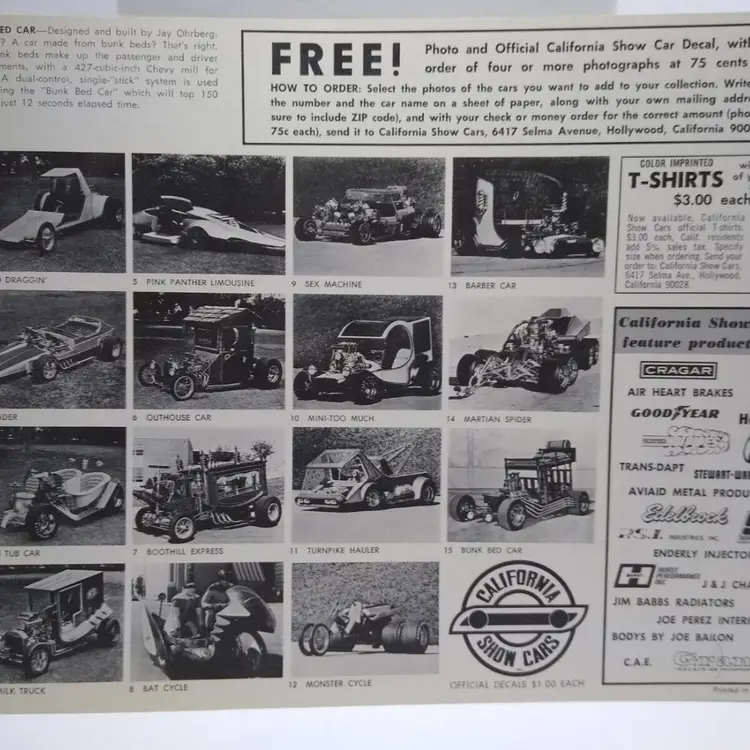 ED CAR—Designed and built by Jay Ohrberg:
? A car made from bunk beds? That's right.
nk beds make up the passenger and driver
ments, with a 427-cubic-inch Chevy mill for
A dual-control, single-"stick" system is used
ing the "Bunk Bed Car" which will top 150
just 12 seconds elapsed time.
FREE! Photo and Official California Show Car Decal, with
order of four or more photographs at 75 cents
HOW TO ORDER: Select the photos of the cars you want to add to your collection. Write
the number and the car name on a sheet of paper, along with your own mailing addre
sure to include ZIP code), and with your check or money order for the correct amount (pho
75c each), send it to California Show Cars, 6417 Selma Avenue, Hollywood, California 900
DRAGGIN'
5 PINK PANTHER LIMOUSINE
9 SEX MACHINE
13 BARBER CAR
ADER
6 OUTHOUSE CAR
10 MINI-TOO MUCH
14 MARTIAN SPIDER
TUB CAR
7 BOOTHILL EXPRESS
11 TURNPIKE HAULER
15 BUNK BED CAR
MILK TRUCK
8 BAT CYCLE
12 MONSTER CYCLE
CALIFORNIA
SHOW CARS
OFFICIAL DECALS $1.00 EACH
COLOR IMPRINTED wi
T-SHIRTS of y
$3.00 each
Now available, California
Show Cars official T-shirts.
$3.00 each, Calif. residents
add 5% sales tax. Specify
size when ordering. Send your
order to: California Show Cars,
6417 Selma Ave., Hollywood,
California 90028.
California Show
feature product
CRAGAR
AIR HEART BRAKES
GOODYEAR
TRANS-DAPT STEWART-WAR
AVIAID METAL PRODU
Edelbrock
R.S.I. INDUSTRIES INC.
ENDERLY INJECTO
H HURST PERFORMANCE INC.
J & J CHA
JIM BABBS RADIATORS
JOE PEREZ INTERI
BODYS BY JOE BAILON
C.A.E.
Printed in